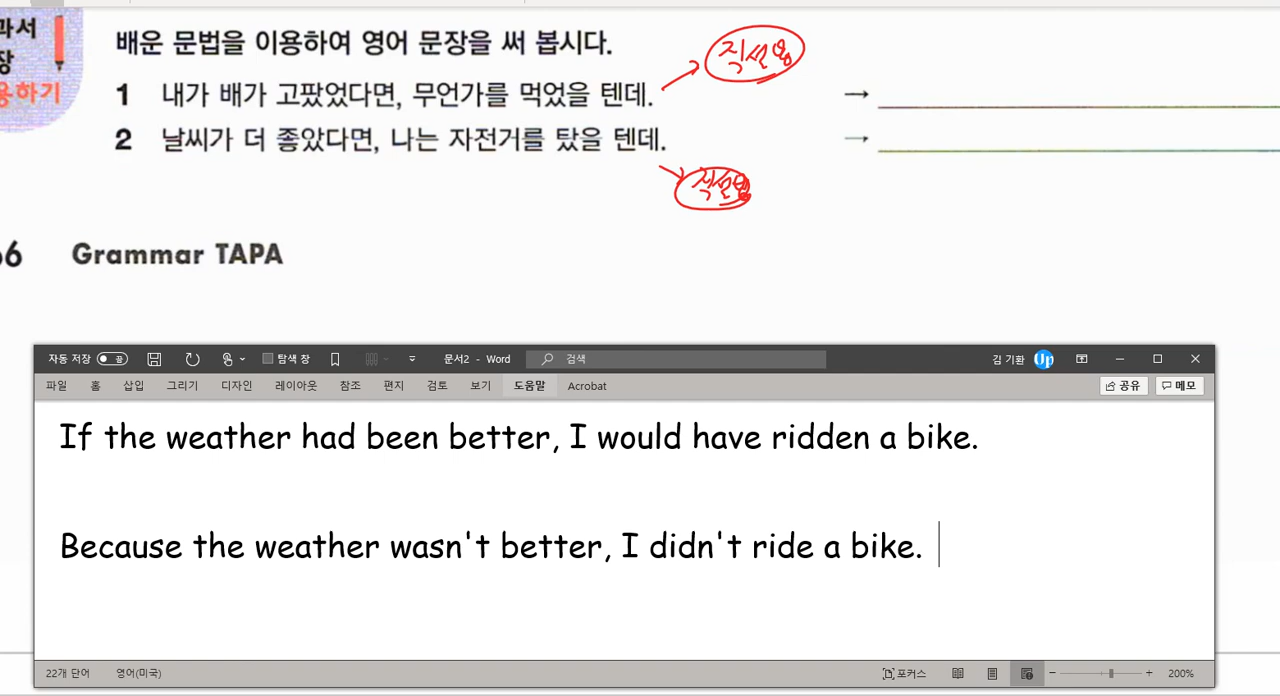 과서
장
용하기
배운 문법을 이용하여 영어 문장을 써 봅시다.
직설용
1 내가 배가 고팠었다면, 무언가를 먹었을 텐데. →
2 날씨가 더 좋았다면, 나는 자전거를 탔을 텐데. →
직설법
66 Grammar TAPA
자동 저장 끔 탐색 창 문서2 - Word 검색 김 기환 Up
파일 홈 삽입 그리기 디자인 레이아웃 참조 편지 검토 보기 도움말 Acrobat 공유 메모
If the weather had been better, I would have ridden a bike.
Because the weather wasn't better, I didn't ride a bike.
22개 단어 영어(미국) 포커스 200%